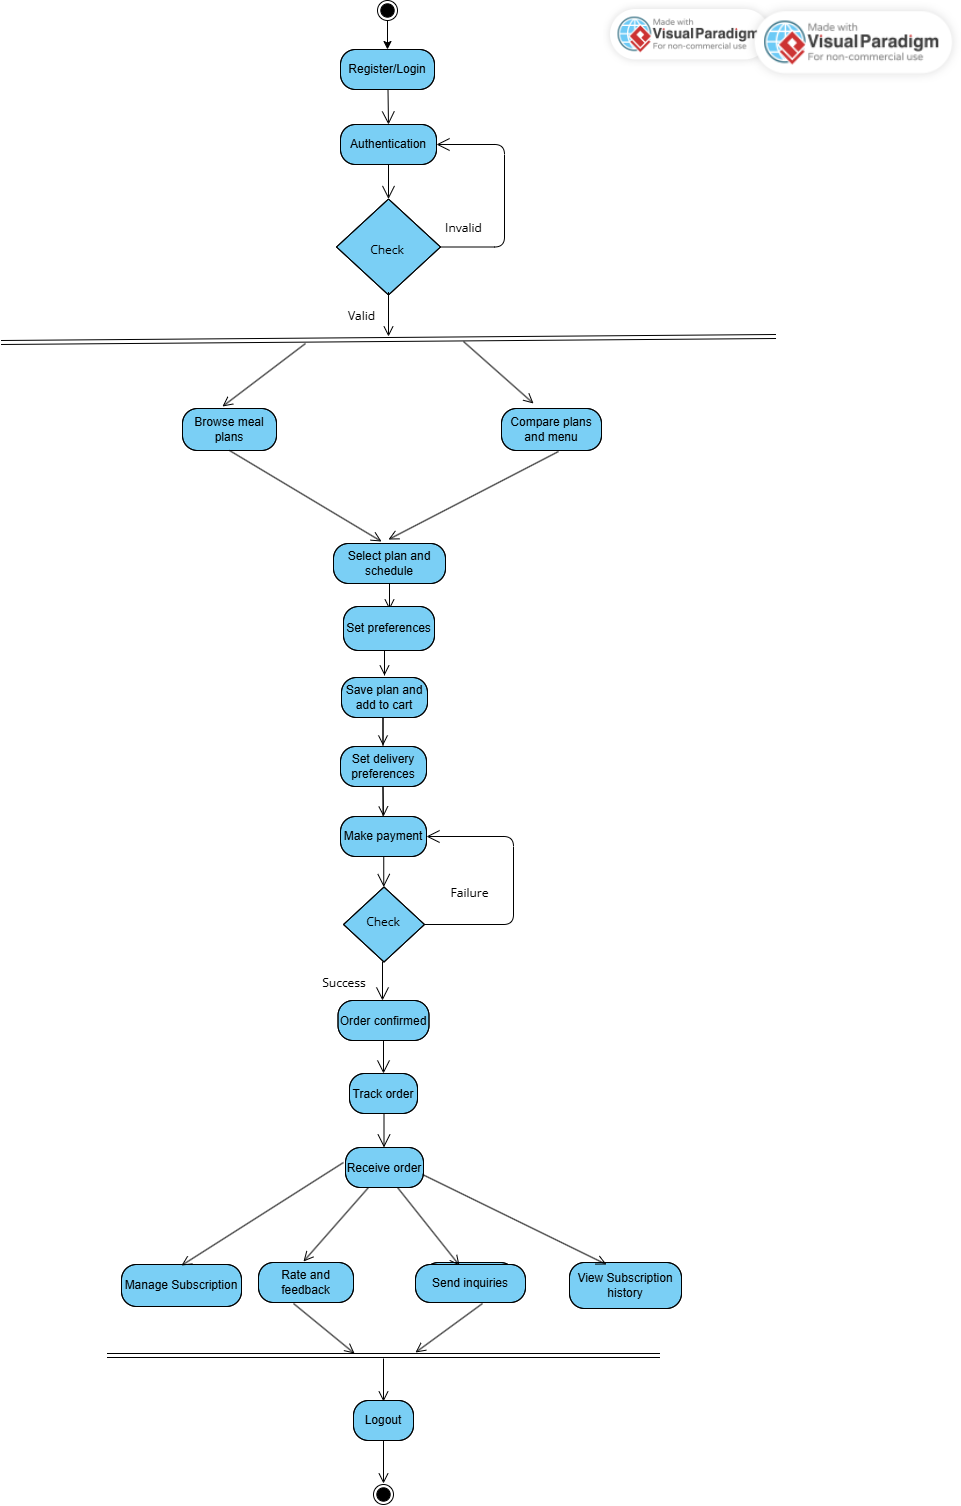 Made with
Visual Paradigm
For non-commercial use
Made with
Visual Paradigm
For non-commercial use
Register/Login
Authentication
Invalid
Check
Valid
Browse meal
plans
Compare plans
and menu
Select plan and
schedule
Set preferences
Save plan and
add to cart
Set delivery
preferences
Make payment
Failure
Check
Success
Order confirmed
Track order
Receive order
Manage Subscription
Rate and
feedback
Send inquiries
View Subscription
history
Logout